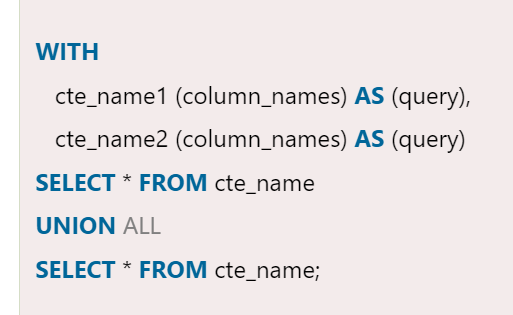 WITH
cte_name1 (column_names) AS (query),
cte_name2 (column_names) AS (query)
SELECT * FROM cte_name
UNION ALL
SELECT * FROM cte_name;